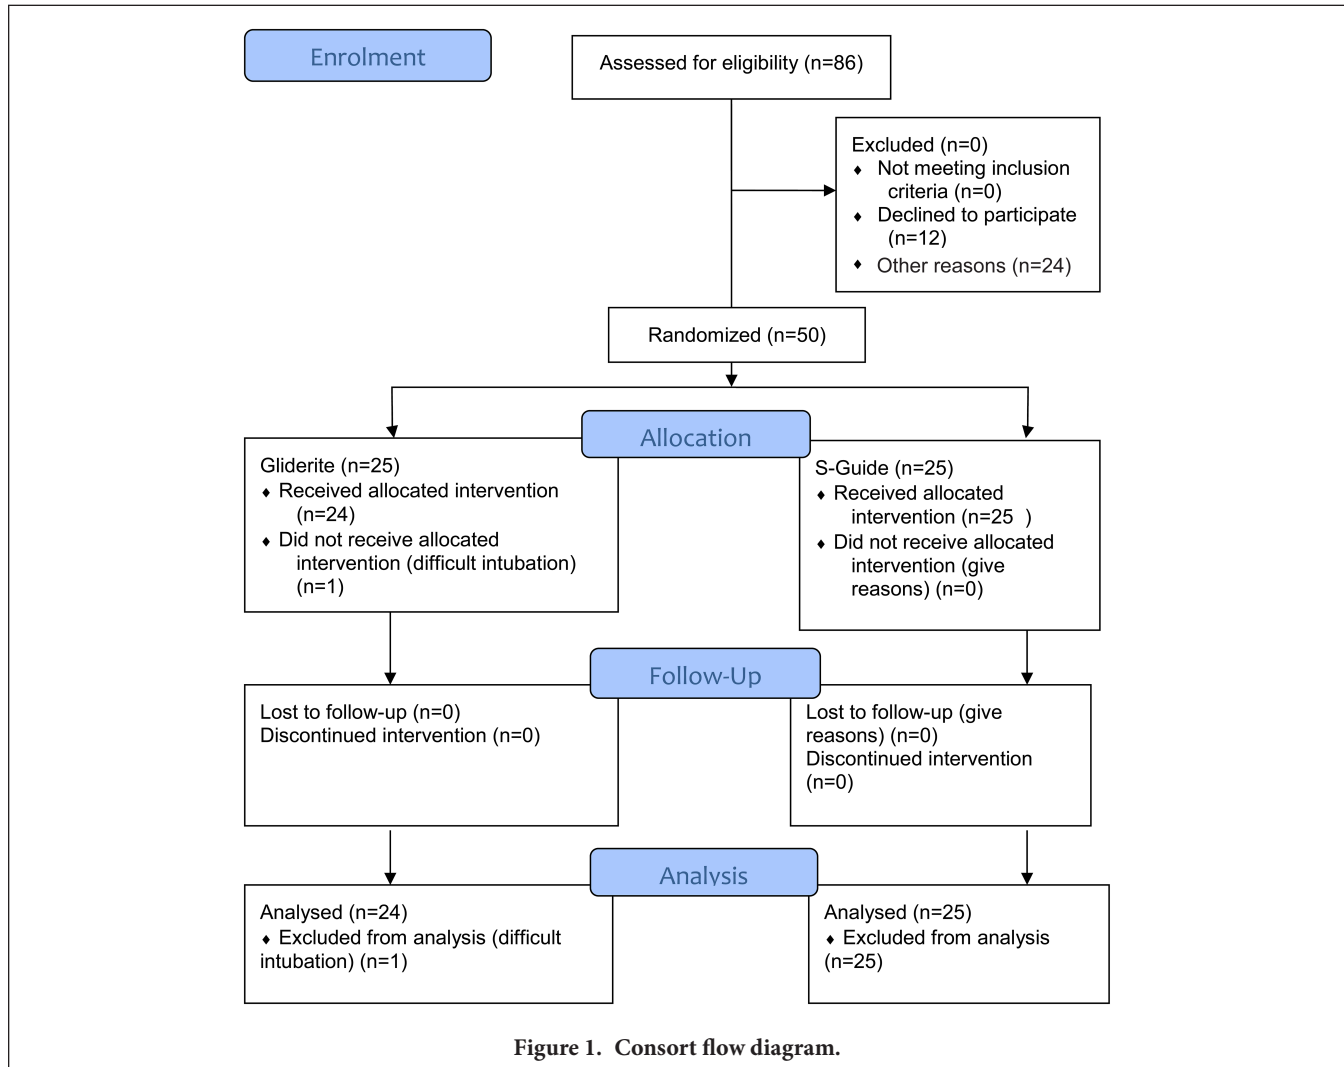 Enrolment
Assessed for eligibility (n=86)
Excluded (n=0)
♦ Not meeting inclusion
criteria (n=0)
♦ Declined to participate
(n=12)
♦ Other reasons (n=24)
Randomized (n=50)
Allocation
Gliderite (n=25)
♦ Received allocated intervention
(n=24)
♦ Did not receive allocated
intervention (difficult intubation)
(n=1)
S-Guide (n=25)
♦ Received allocated
intervention (n=25 )
♦ Did not receive allocated
intervention (give
reasons) (n=0)
Follow-Up
Lost to follow-up (n=0)
Discontinued intervention (n=0)
Lost to follow-up (give
reasons) (n=0)
Discontinued intervention
(n=0)
Analysis
Analysed (n=24)
♦ Excluded from analysis (difficult
intubation) (n=1)
Analysed (n=25)
♦ Excluded from analysis
(n=25)
Figure 1. Consort flow diagram.